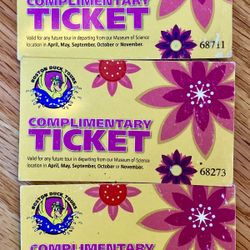 COMPLIMENTARY
TICKET
Valid for any future tour in departing from our Museum of Science
location in April, May, September, October or November.
68711
BOSTON DUCK TOURS
COMPLIMENTARY
TICKET
Valid for any future tour in departing from our Museum of Science
location in April, May, September, October or November.
68273
BOSTON DUCK TOURS
COMPLIMENTARY